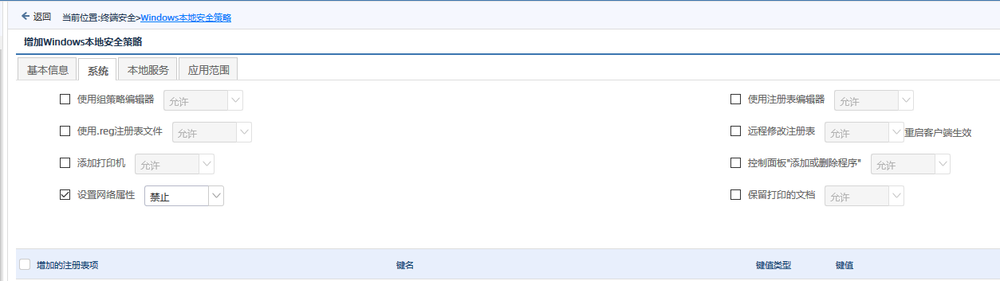 返回 当前位置:终端安全>Windows本地安全策略
增加Windows本地安全策略
基本信息 系统 本地服务 应用范围
使用组策略编辑器 允许 使用注册表编辑器 允许
使用.reg注册表文件 允许 远程修改注册表 允许 重启客户端生效
添加打印机 允许 控制面板"添加或删除程序" 允许
设置网络属性 禁止 保留打印的文档 允许
增加的注册表项 键名 键值类型 键值